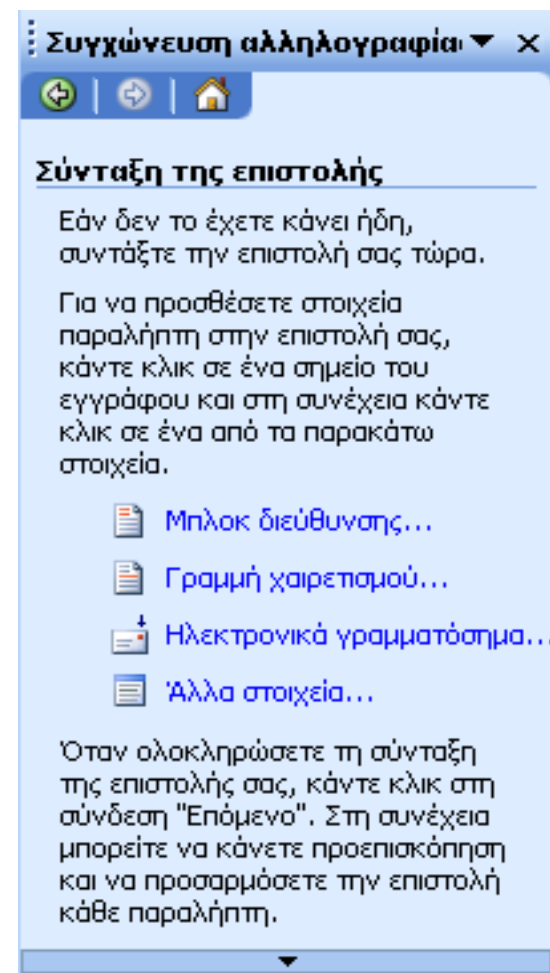 Συγχώνευση αλληλογραφία
Σύνταξη της επιστολής
Εάν δεν το έχετε κάνει ήδη,
συντάξτε την επιστολή σας τώρα.
Για να προσθέσετε στοιχεία
παραλήπτη στην επιστολή σας,
κάντε κλικ σε ένα σημείο του
εγγράφου και στη συνέχεια κάντε
κλικ σε ένα από τα παρακάτω
στοιχεία.
Μπλοκ διεύθυνσης...
Γραμμή χαιρετισμού...
Ηλεκτρονικά γραμματόσημα...
Άλλα στοιχεία...
Όταν ολοκληρώσετε τη σύνταξη
της επιστολής σας, κάντε κλικ στη
σύνδεση "Επόμενο". Στη συνέχεια
μπορείτε να κάνετε προεπισκόπηση
και να προσαρμόσετε την επιστολή
κάθε παραλήπτη.